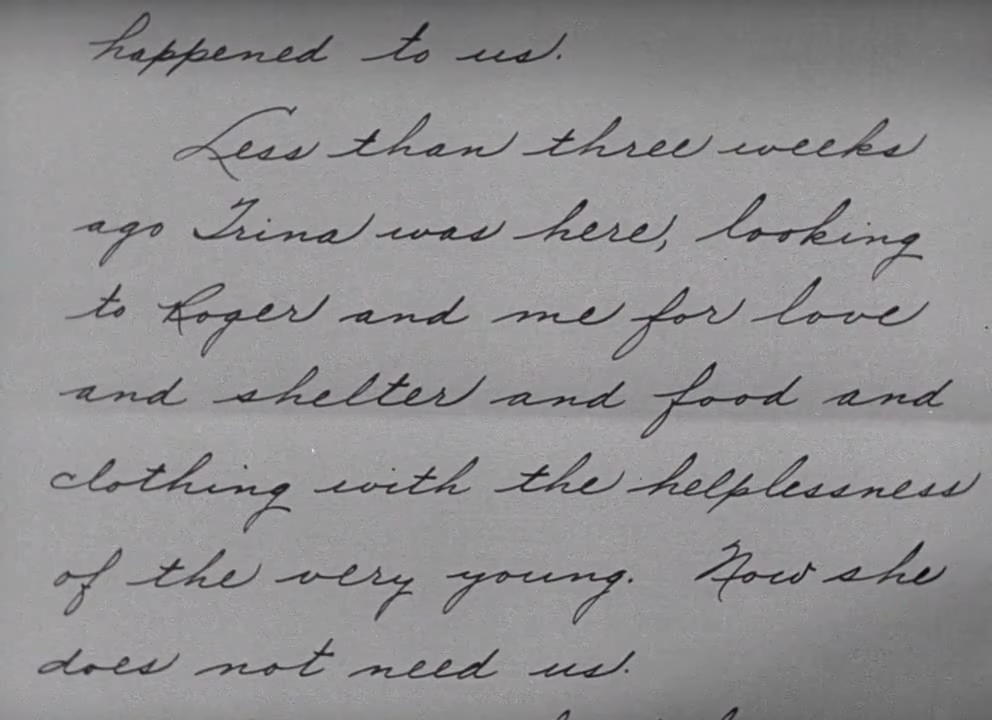 happened to us.
Less than three weeks
ago Trina was here, looking
to Roger and me for love
and shelter and food and
clothing with the helplessness
of the very young. Now she
does not need us.